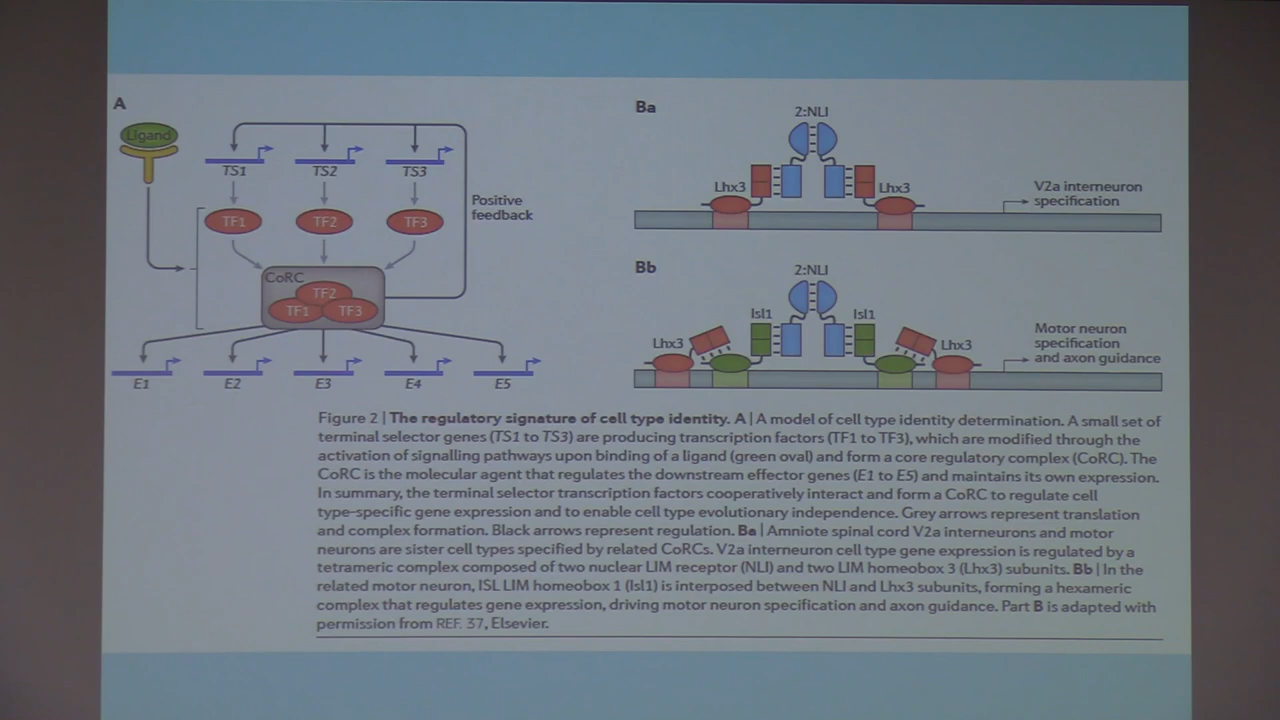 A
Ligand
TS1 TS2 TS3
TF1 TF2 TF3
Positive
feedback
CoRC
TF2
TF1 TF3
E1 E2 E3 E4 E5
Ba
2:NLI
Lhx3 Lhx3
V2a interneuron
specification
Bb
2:NLI
Isl1 Isl1
Lhx3 Lhx3
Motor neuron
specification
and axon guidance
Figure 2 | The regulatory signature of cell type identity. A | A model of cell type identity determination. A small set of
terminal selector genes (TS1 to TS3) are producing transcription factors (TF1 to TF3), which are modified through the
activation of signalling pathways upon binding of a ligand (green oval) and form a core regulatory complex (CoRC). The
CoRC is the molecular agent that regulates the downstream effector genes (E1 to E5) and maintains its own expression.
In summary, the terminal selector transcription factors cooperatively interact and form a CoRC to regulate cell
type-specific gene expression and to enable cell type evolutionary independence. Grey arrows represent translation
and complex formation. Black arrows represent regulation. Ba | Amniote spinal cord V2a interneurons and motor
neurons are sister cell types specified by related CoRCs. V2a interneuron cell type gene expression is regulated by a
tetrameric complex composed of two nuclear LIM receptor (NLI) and two LIM homeobox 3 (Lhx3) subunits. Bb | In the
related motor neuron, ISL LIM homeobox 1 (Isl1) is interposed between NLI and Lhx3 subunits, forming a hexameric
complex that regulates gene expression, driving motor neuron specification and axon guidance. Part B is adapted with
permission from REF. 37, Elsevier.